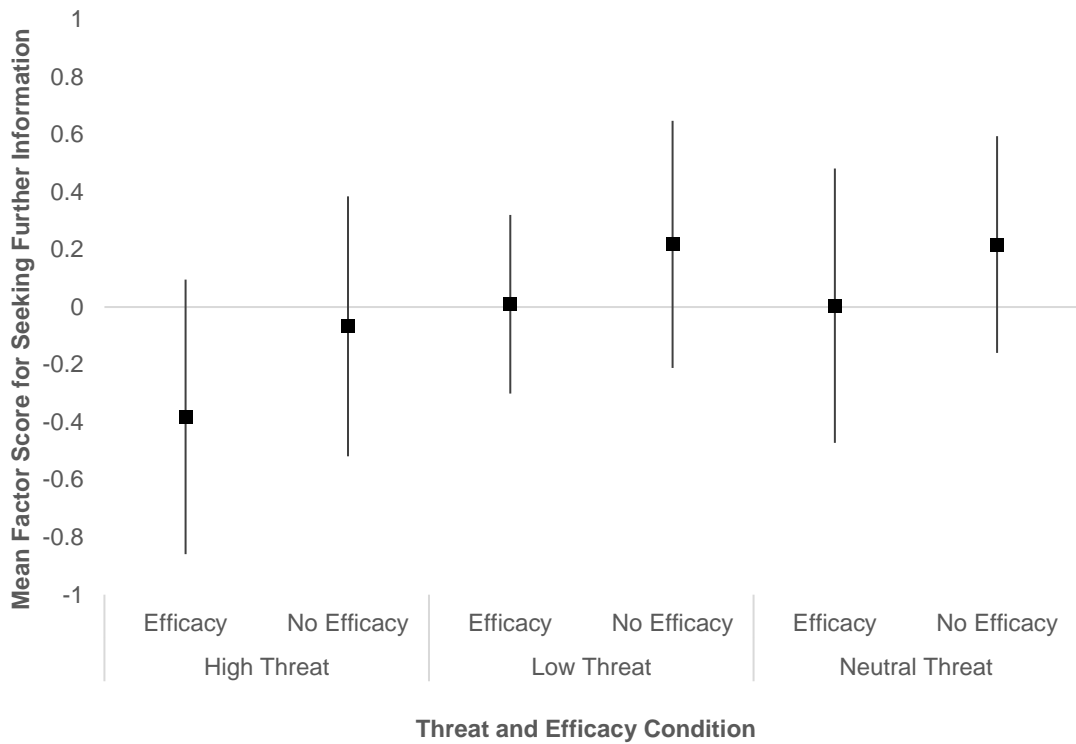 Mean Factor Score for Seeking Further Information
1
0.8
0.6
0.4
0.2
0
-0.2
-0.4
-0.6
-0.8
-1
Efficacy No Efficacy Efficacy No Efficacy Efficacy No Efficacy
High Threat Low Threat Neutral Threat
Threat and Efficacy Condition